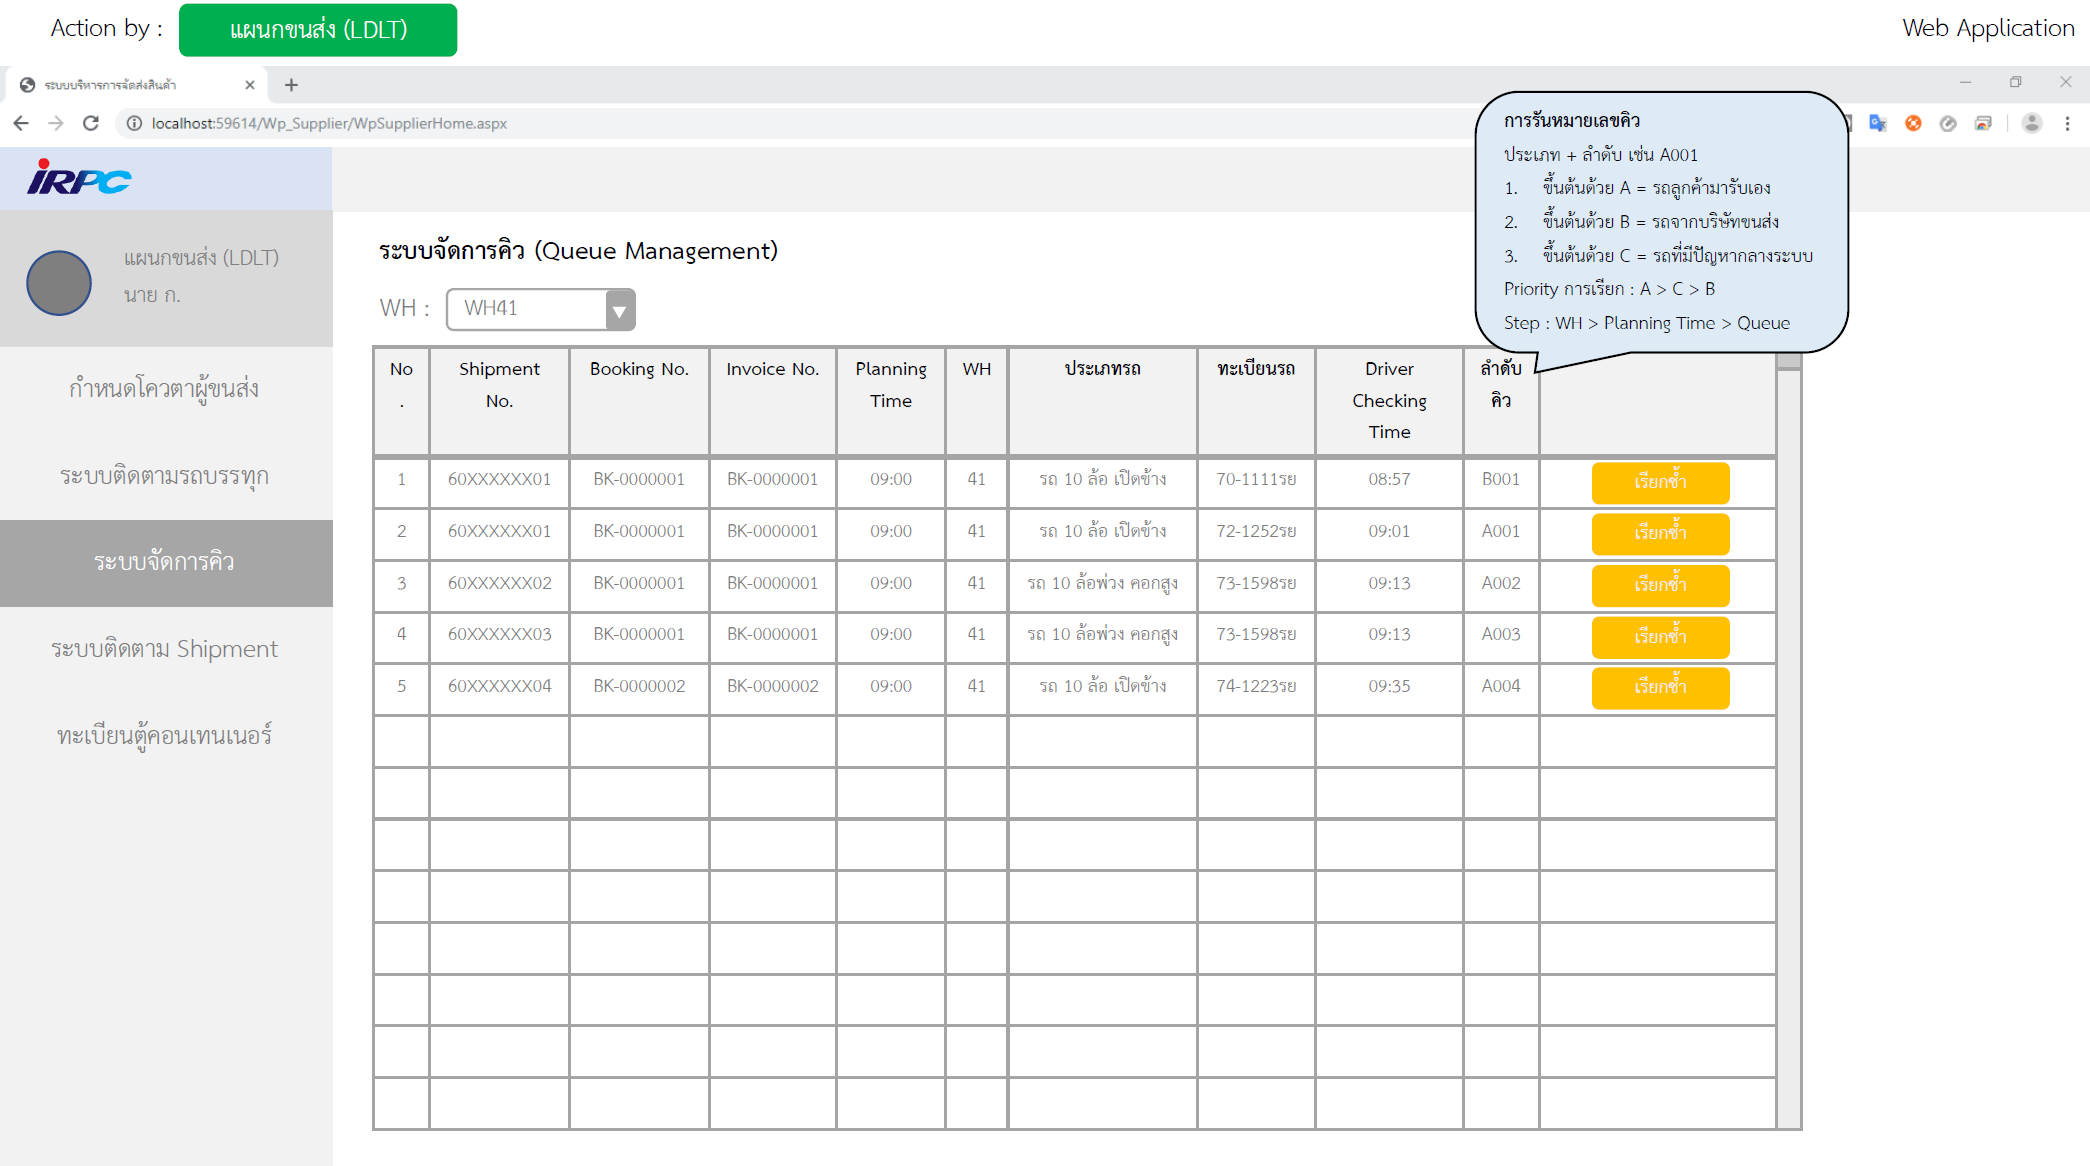 Action by :
แผนกขนส่ง (LDLT)
Web Application
ระบบบริหารการจัดส่งสินค้า
localhost:59614/Wp_Supplier/WpSupplierHome.aspx
การรันหมายเลขคิว
ประเภท + ลำดับ เช่น A001
1. ขึ้นต้นด้วย A = รถลูกค้ามารับเอง
2. ขึ้นต้นด้วย B = รถจากบริษัทขนส่ง
3. ขึ้นต้นด้วย C = รถที่มีปัญหากลางระบบ
Priority การเรียก : A > C > B
Step : WH > Planning Time > Queue
IRPC
แผนกขนส่ง (LDLT)
นาย ก.
กำหนดโควตาผู้ขนส่ง
ระบบติดตามรถบรรทุก
ระบบจัดการคิว
ระบบติดตาม Shipment
ทะเบียนตู้คอนเทนเนอร์
ระบบจัดการคิว (Queue Management)
WH : WH41
No. Shipment No. Booking No. Invoice No. Planning Time WH ประเภทรถ ทะเบียนรถ Driver Checking Time ลำดับคิว
1 60XXXXXX01 BK-0000001 BK-0000001 09:00 41 รถ 10 ล้อ เปิดข้าง 70-1111รย 08:57 B001 เรียกซ้ำ
2 60XXXXXX01 BK-0000001 BK-0000001 09:00 41 รถ 10 ล้อ เปิดข้าง 72-1252รย 09:01 A001 เรียกซ้ำ
3 60XXXXXX02 BK-0000001 BK-0000001 09:00 41 รถ 10 ล้อพ่วง คอกสูง 73-1598รย 09:13 A002 เรียกซ้ำ
4 60XXXXXX03 BK-0000001 BK-0000001 09:00 41 รถ 10 ล้อพ่วง คอกสูง 73-1598รย 09:13 A003 เรียกซ้ำ
5 60XXXXXX04 BK-0000002 BK-0000002 09:00 41 รถ 10 ล้อ เปิดข้าง 74-1223รย 09:35 A004 เรียกซ้ำ